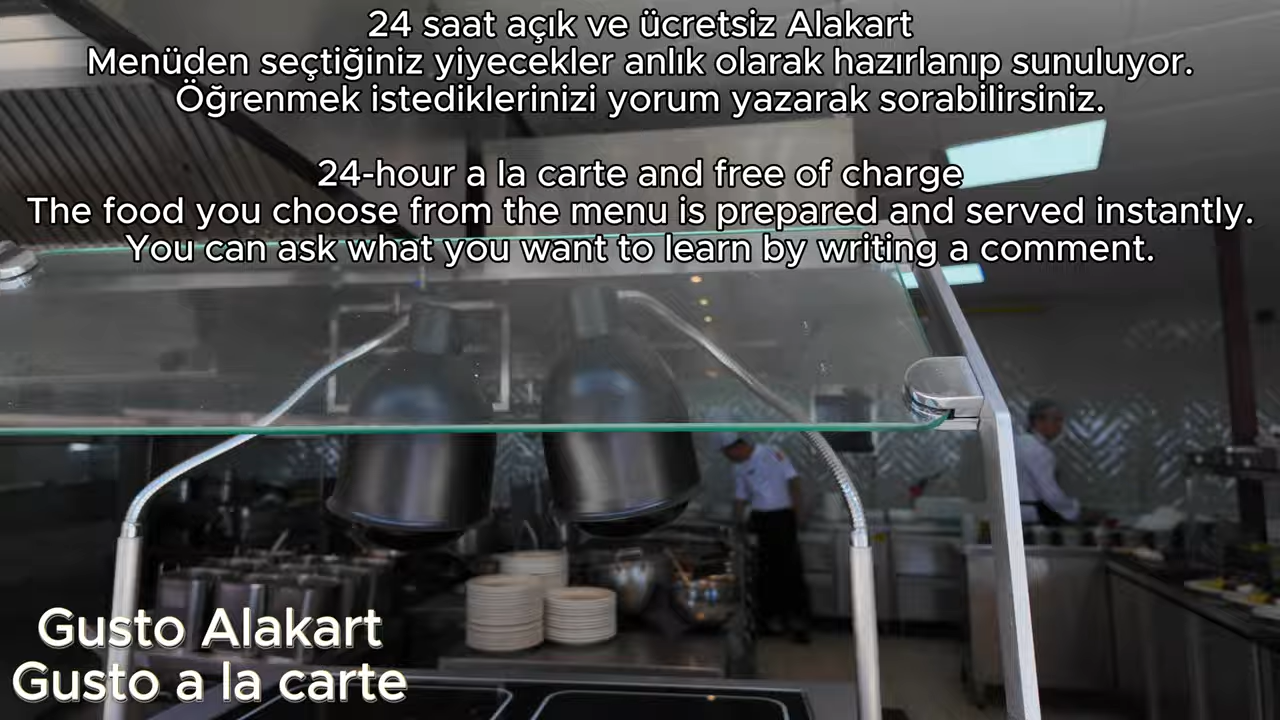 24 saat açık ve ücretsiz Alakart
Menüden seçtiğiniz yiyecekler anlık olarak hazırlanıp sunuluyor.
Öğrenmek istediklerinizi yorum yazarak sorabilirsiniz.
24-hour a la carte and free of charge
The food you choose from the menu is prepared and served instantly.
You can ask what you want to learn by writing a comment.
Gusto Alakart
Gusto a la carte